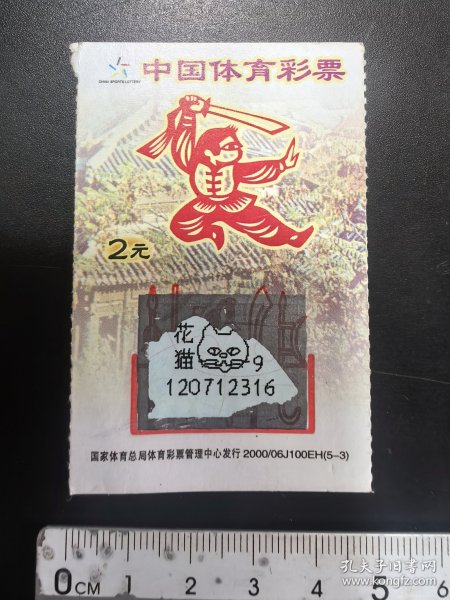 中国体育彩票
CHINA SPORTS LOTTERY
2元
花
猫 9
120712316
国家体育总局体育彩票管理中心发行 2000/06J100EH(5-3)
0CM 1 2 3 4 5 6
孔夫子旧书网
www.kongfz.com